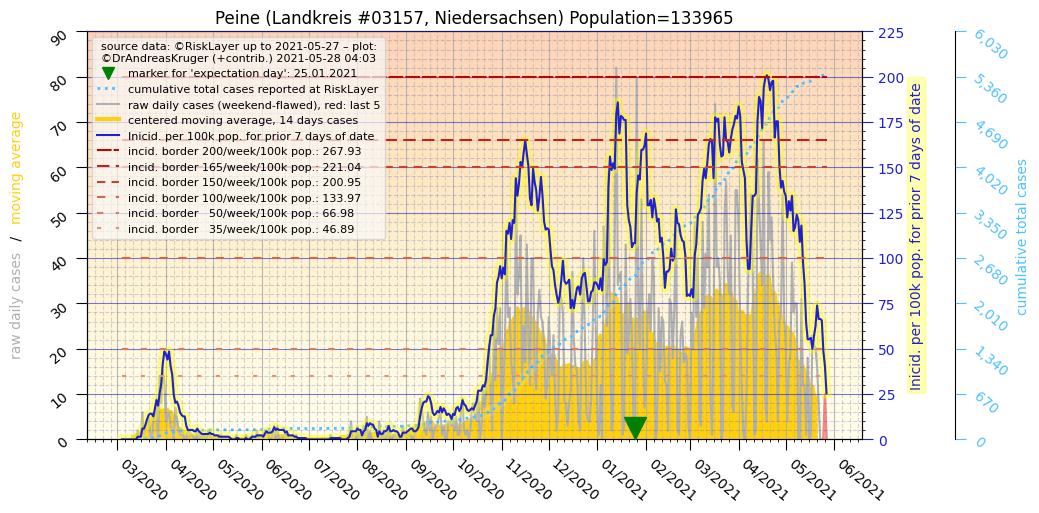 Peine (Landkreis #03157, Niedersachsen) Population=133965
source data: ©RiskLayer up to 2021-05-27 – plot:
©DrAndreasKruger (+contrib.) 2021-05-28 04:03
marker for 'expectation day': 25.01.2021
cumulative total cases reported at RiskLayer
raw daily cases (weekend-flawed), red: last 5
centered moving average, 14 days cases
Inicid. per 100k pop. for prior 7 days of date
incid. border 200/week/100k pop.: 267.93
incid. border 165/week/100k pop.: 221.04
incid. border 150/week/100k pop.: 200.95
incid. border 100/week/100k pop.: 133.97
incid. border   50/week/100k pop.: 66.98
incid. border   35/week/100k pop.: 46.89
raw daily cases / moving average
90
80
70
60
50
40
30
20
10
0
03/2020
04/2020
05/2020
06/2020
07/2020
08/2020
09/2020
10/2020
11/2020
12/2020
01/2021
02/2021
03/2021
04/2021
05/2021
06/2021
225
200
175
150
125
100
75
50
25
0
Inicid. per 100k pop. for prior 7 days of date
6,030
5,360
4,690
4,020
3,350
2,680
2,010
1,340
670
0
cumulative total cases